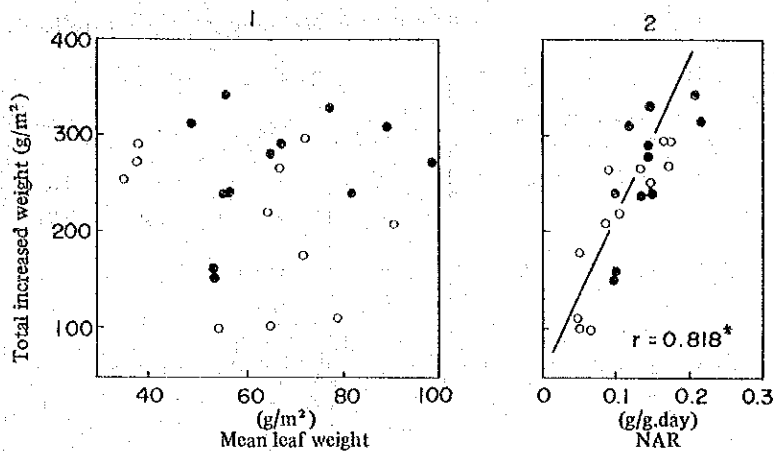 1
2
400
300
200
100
Total increased weight (g/m²)
40
60
80
100
(g/m²)
Mean leaf weight
r = 0.818*
0
0.1
0.2
0.3
(g/g.day)
NAR